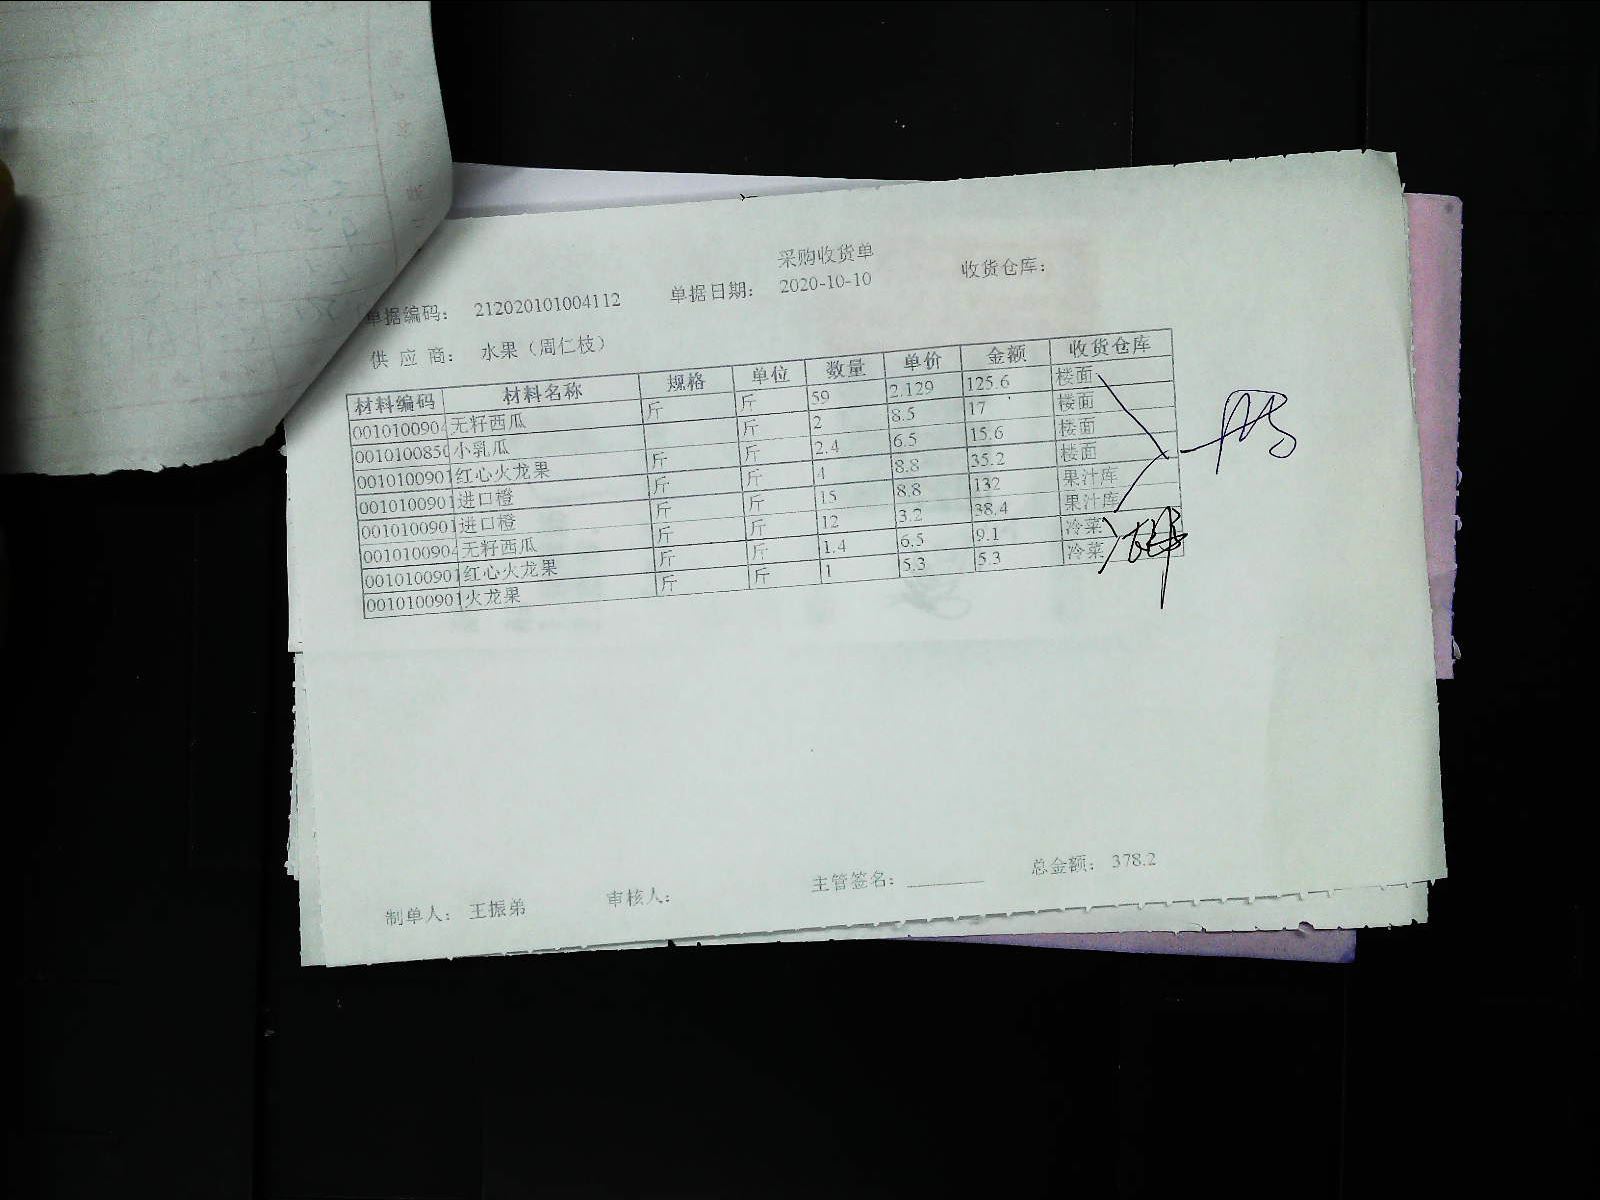 采购收货单
单据编码： 212020101004112 单据日期： 2020-10-10 收货仓库：
供 应 商： 水果（周仁枝）
材料编码 材料名称 规格 单位 数量 单价 金额 收货仓库
0010100904 无籽西瓜 斤 斤 59 2.129 125.6 楼面
0010100850 小乳瓜 斤 2 8.5 17 楼面
0010100901 红心火龙果 斤 斤 2.4 6.5 15.6 楼面
0010100901 进口橙 斤 斤 4 8.8 35.2 楼面
0010100901 进口橙 斤 斤 15 8.8 132 果汁库
0010100904 无籽西瓜 斤 斤 12 3.2 38.4 果汁库
0010100901 红心火龙果 斤 斤 1.4 6.5 9.1 冷菜
0010100901 火龙果 斤 斤 1 5.3 5.3 冷菜
制单人： 王振弟 审核人： 主管签名： 总金额： 378.2